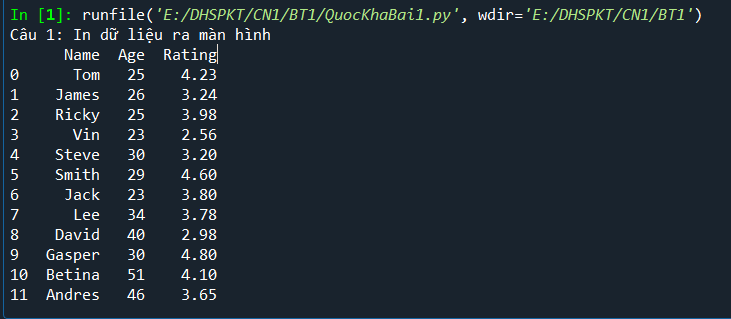 In [1]: runfile('E:/DHSPKT/CN1/BT1/QuocKhaBai1.py', wdir='E:/DHSPKT/CN1/BT1')
Câu 1: In dữ liệu ra màn hình
Name Age Rating
0 Tom 25 4.23
1 James 26 3.24
2 Ricky 25 3.98
3 Vin 23 2.56
4 Steve 30 3.20
5 Smith 29 4.60
6 Jack 23 3.80
7 Lee 34 3.78
8 David 40 2.98
9 Gasper 30 4.80
10 Betina 51 4.10
11 Andres 46 3.65